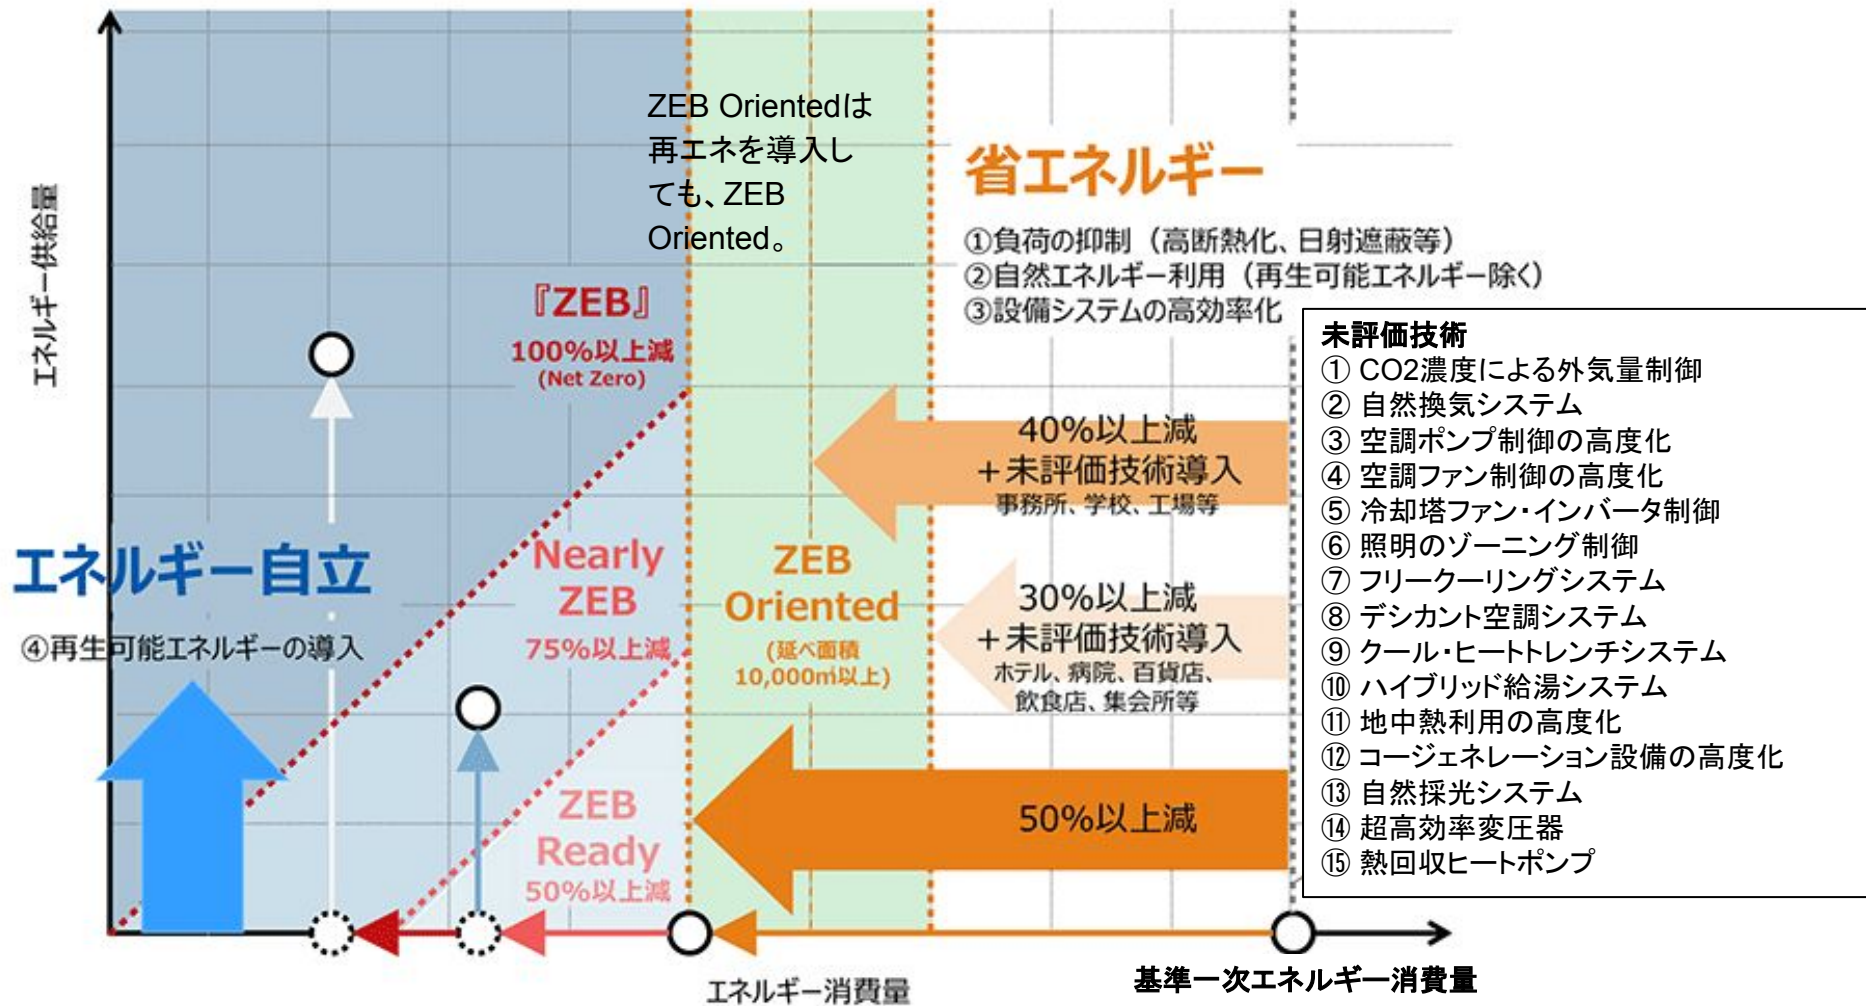 エネルギー供給量
ZEB Orientedは
再エネを導入し
ても、ZEB
Oriented。
省エネルギー
①負荷の抑制（高断熱化、日射遮蔽等）
②自然エネルギー利用（再生可能エネルギー除く）
③設備システムの高効率化
『ZEB』
100%以上減
(Net Zero)
40%以上減
＋未評価技術導入
事務所、学校、工場等
エネルギー自立
④再生可能エネルギーの導入
Nearly
ZEB
75%以上減
ZEB
Oriented
(延べ面積
10,000㎡以上)
30%以上減
＋未評価技術導入
ホテル、病院、百貨店、
飲食店、集会所等
ZEB
Ready
50%以上減
50%以上減
未評価技術
① CO2濃度による外気量制御
② 自然換気システム
③ 空調ポンプ制御の高度化
④ 空調ファン制御の高度化
⑤ 冷却塔ファン・インバータ制御
⑥ 照明のゾーニング制御
⑦ フリークーリングシステム
⑧ デシカント空調システム
⑨ クール・ヒートトレンチシステム
⑩ ハイブリッド給湯システム
⑪ 地中熱利用の高度化
⑫ コージェネレーション設備の高度化
⑬ 自然採光システム
⑭ 超高効率変圧器
⑮ 熱回収ヒートポンプ
エネルギー消費量
基準一次エネルギー消費量